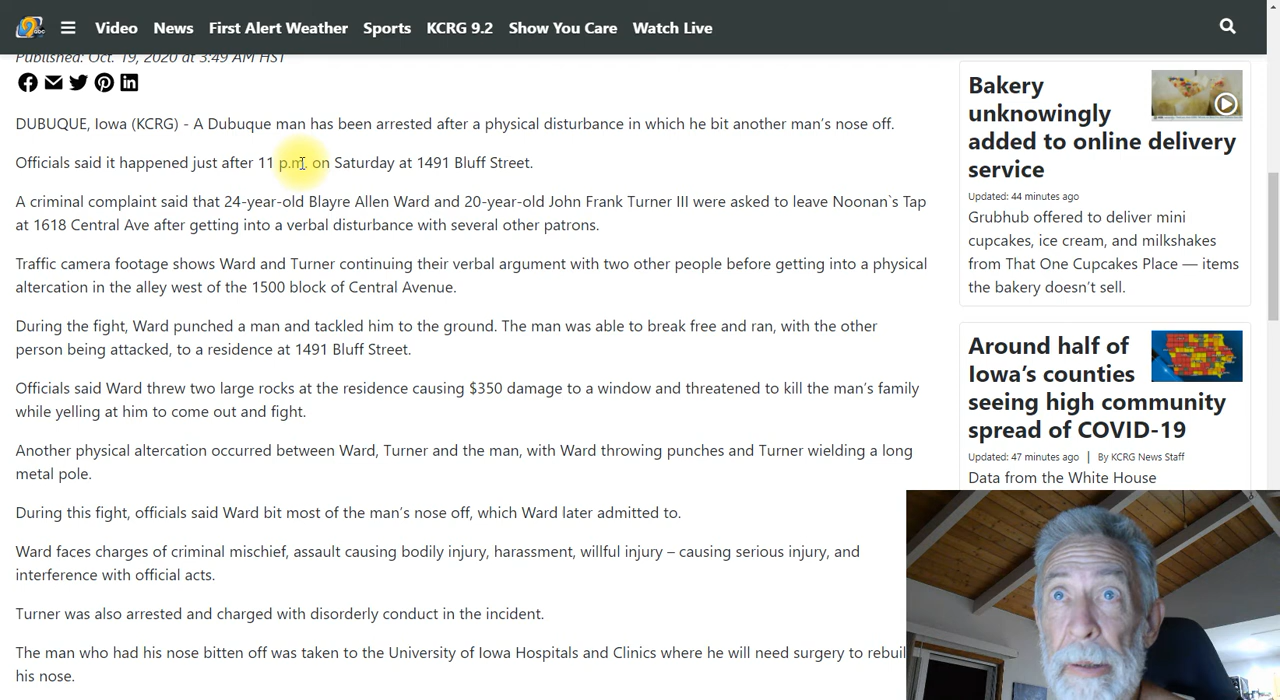 Video News First Alert Weather Sports KCRG 9.2 Show You Care Watch Live
Published: Oct. 19, 2020 at 3:49 AM HST
DUBUQUE, Iowa (KCRG) - A Dubuque man has been arrested after a physical disturbance in which he bit another man’s nose off.
Officials said it happened just after 11 p.m. on Saturday at 1491 Bluff Street.
A criminal complaint said that 24-year-old Blayre Allen Ward and 20-year-old John Frank Turner III were asked to leave Noonan`s Tap
at 1618 Central Ave after getting into a verbal disturbance with several other patrons.
Traffic camera footage shows Ward and Turner continuing their verbal argument with two other people before getting into a physical
altercation in the alley west of the 1500 block of Central Avenue.
During the fight, Ward punched a man and tackled him to the ground. The man was able to break free and ran, with the other
person being attacked, to a residence at 1491 Bluff Street.
Officials said Ward threw two large rocks at the residence causing $350 damage to a window and threatened to kill the man’s family
while yelling at him to come out and fight.
Another physical altercation occurred between Ward, Turner and the man, with Ward throwing punches and Turner wielding a long
metal pole.
During this fight, officials said Ward bit most of the man’s nose off, which Ward later admitted to.
Ward faces charges of criminal mischief, assault causing bodily injury, harassment, willful injury – causing serious injury, and
interference with official acts.
Turner was also arrested and charged with disorderly conduct in the incident.
The man who had his nose bitten off was taken to the University of Iowa Hospitals and Clinics where he will need surgery to rebuil
his nose.
Bakery
unknowingly
added to online delivery
service
Updated: 44 minutes ago
Grubhub offered to deliver mini
cupcakes, ice cream, and milkshakes
from That One Cupcakes Place — items
the bakery doesn’t sell.
Around half of
Iowa’s counties
seeing high community
spread of COVID-19
Updated: 47 minutes ago | By KCRG News Staff
Data from the White House